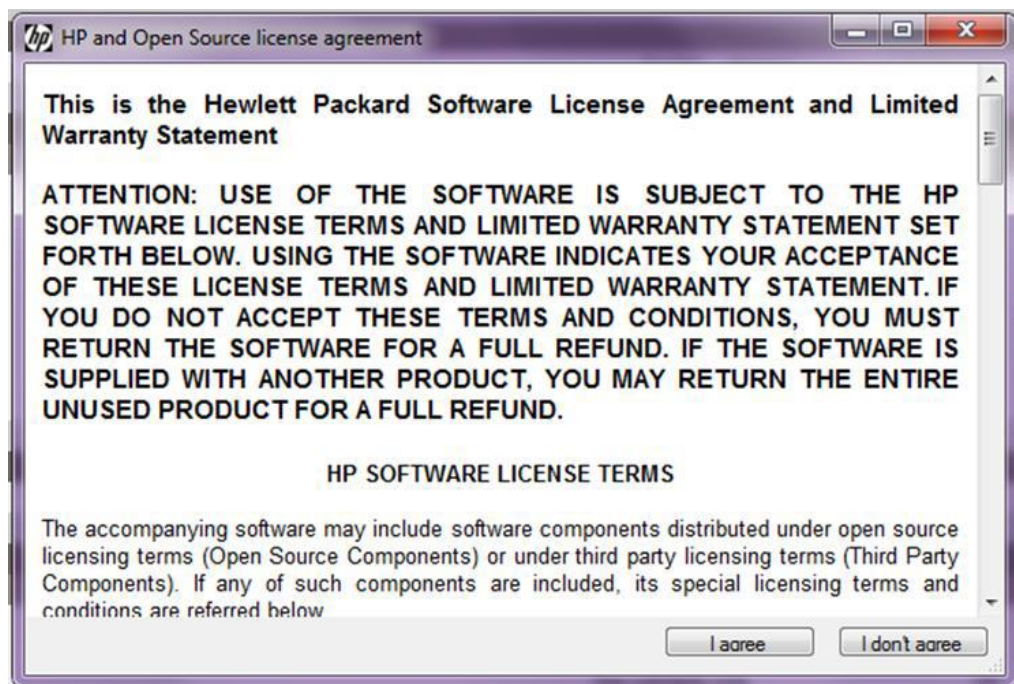 hp HP and Open Source license agreement
This is the Hewlett Packard Software License Agreement and Limited
Warranty Statement
ATTENTION: USE OF THE SOFTWARE IS SUBJECT TO THE HP
SOFTWARE LICENSE TERMS AND LIMITED WARRANTY STATEMENT SET
FORTH BELOW. USING THE SOFTWARE INDICATES YOUR ACCEPTANCE
OF THESE LICENSE TERMS AND LIMITED WARRANTY STATEMENT. IF
YOU DO NOT ACCEPT THESE TERMS AND CONDITIONS, YOU MUST
RETURN THE SOFTWARE FOR A FULL REFUND. IF THE SOFTWARE IS
SUPPLIED WITH ANOTHER PRODUCT, YOU MAY RETURN THE ENTIRE
UNUSED PRODUCT FOR A FULL REFUND.
HP SOFTWARE LICENSE TERMS
The accompanying software may include software components distributed under open source
licensing terms (Open Source Components) or under third party licensing terms (Third Party
Components). If any of such components are included, its special licensing terms and
conditions are referred below
I agree
I don't agree